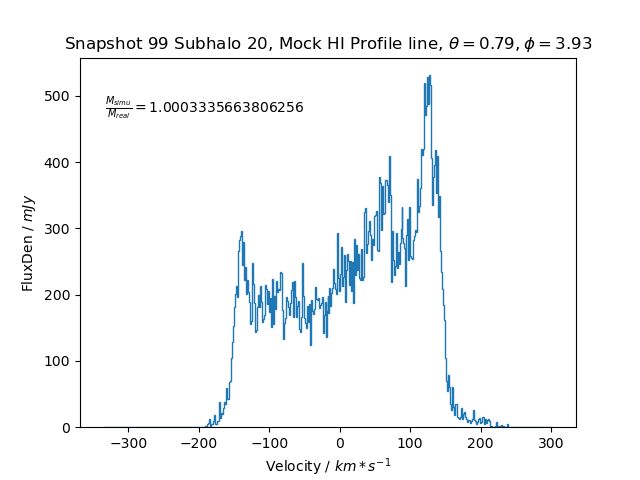 Snapshot 99 Subhalo 20, Mock HI Profile line, θ = 0.79, ϕ = 3.93
M_simu/M_real = 1.0003335663806256
FluxDen / mJy
500
400
300
200
100
0
−300 −200 −100 0 100 200 300
Velocity / km * s⁻¹